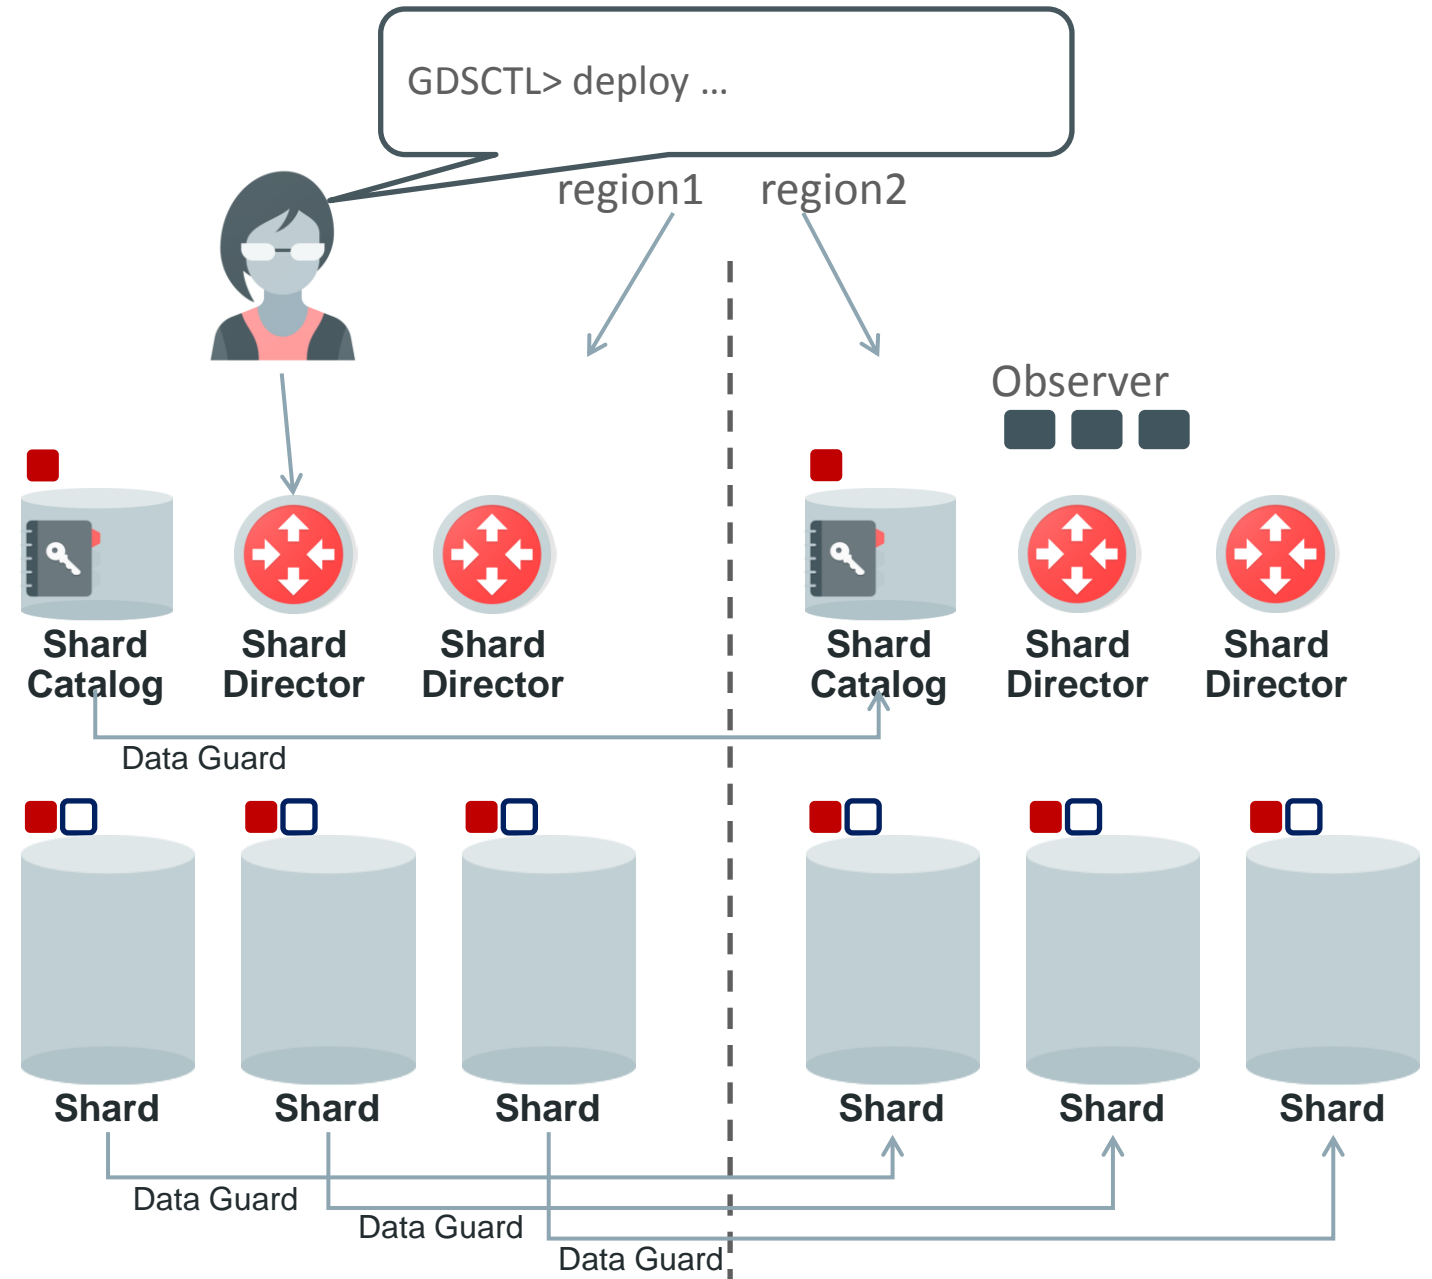 GDSCTL> deploy ...
region1 region2
Observer
Shard Catalog
Shard Director
Shard Director
Shard Catalog
Shard Director
Shard Director
Data Guard
Shard
Shard
Shard
Shard
Shard
Shard
Data Guard
Data Guard
Data Guard